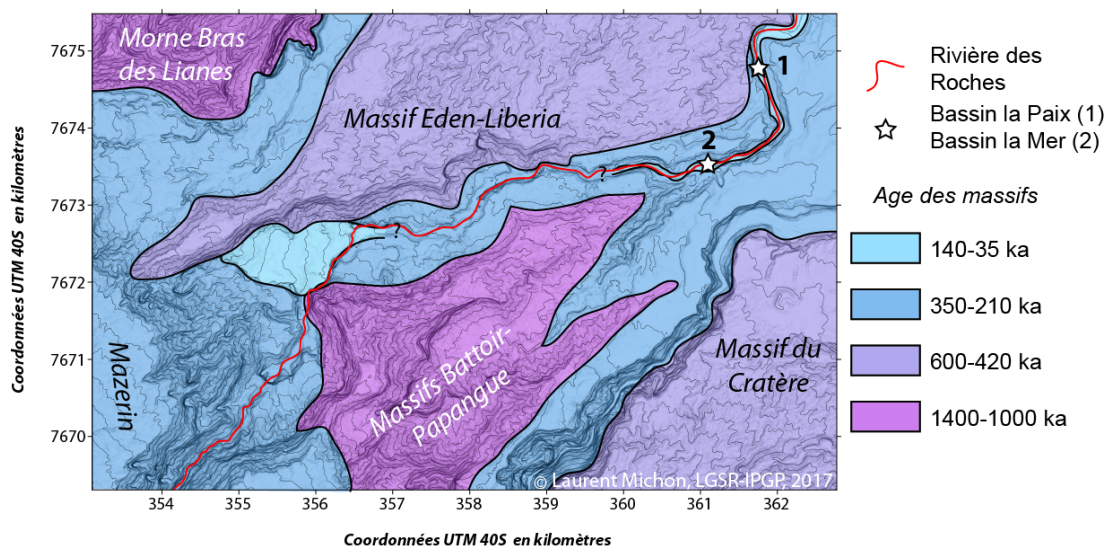 7675
7674
7673
7672
7671
7670
Coordonnées UTM 40S en kilomètres
Morne Bras
des Lianes
Massif Eden-Liberia
1
2
?
?
Mazerin
Massifs Battoir-
Papangue
Massif du
Cratère
© Laurent Michon, LGSR-IPGP, 2017
354
355
356
357
358
359
360
361
362
Coordonnées UTM 40S en kilomètres
Rivière des
Roches
Bassin la Paix (1)
Bassin la Mer (2)
Age des massifs
140-35 ka
350-210 ka
600-420 ka
1400-1000 ka